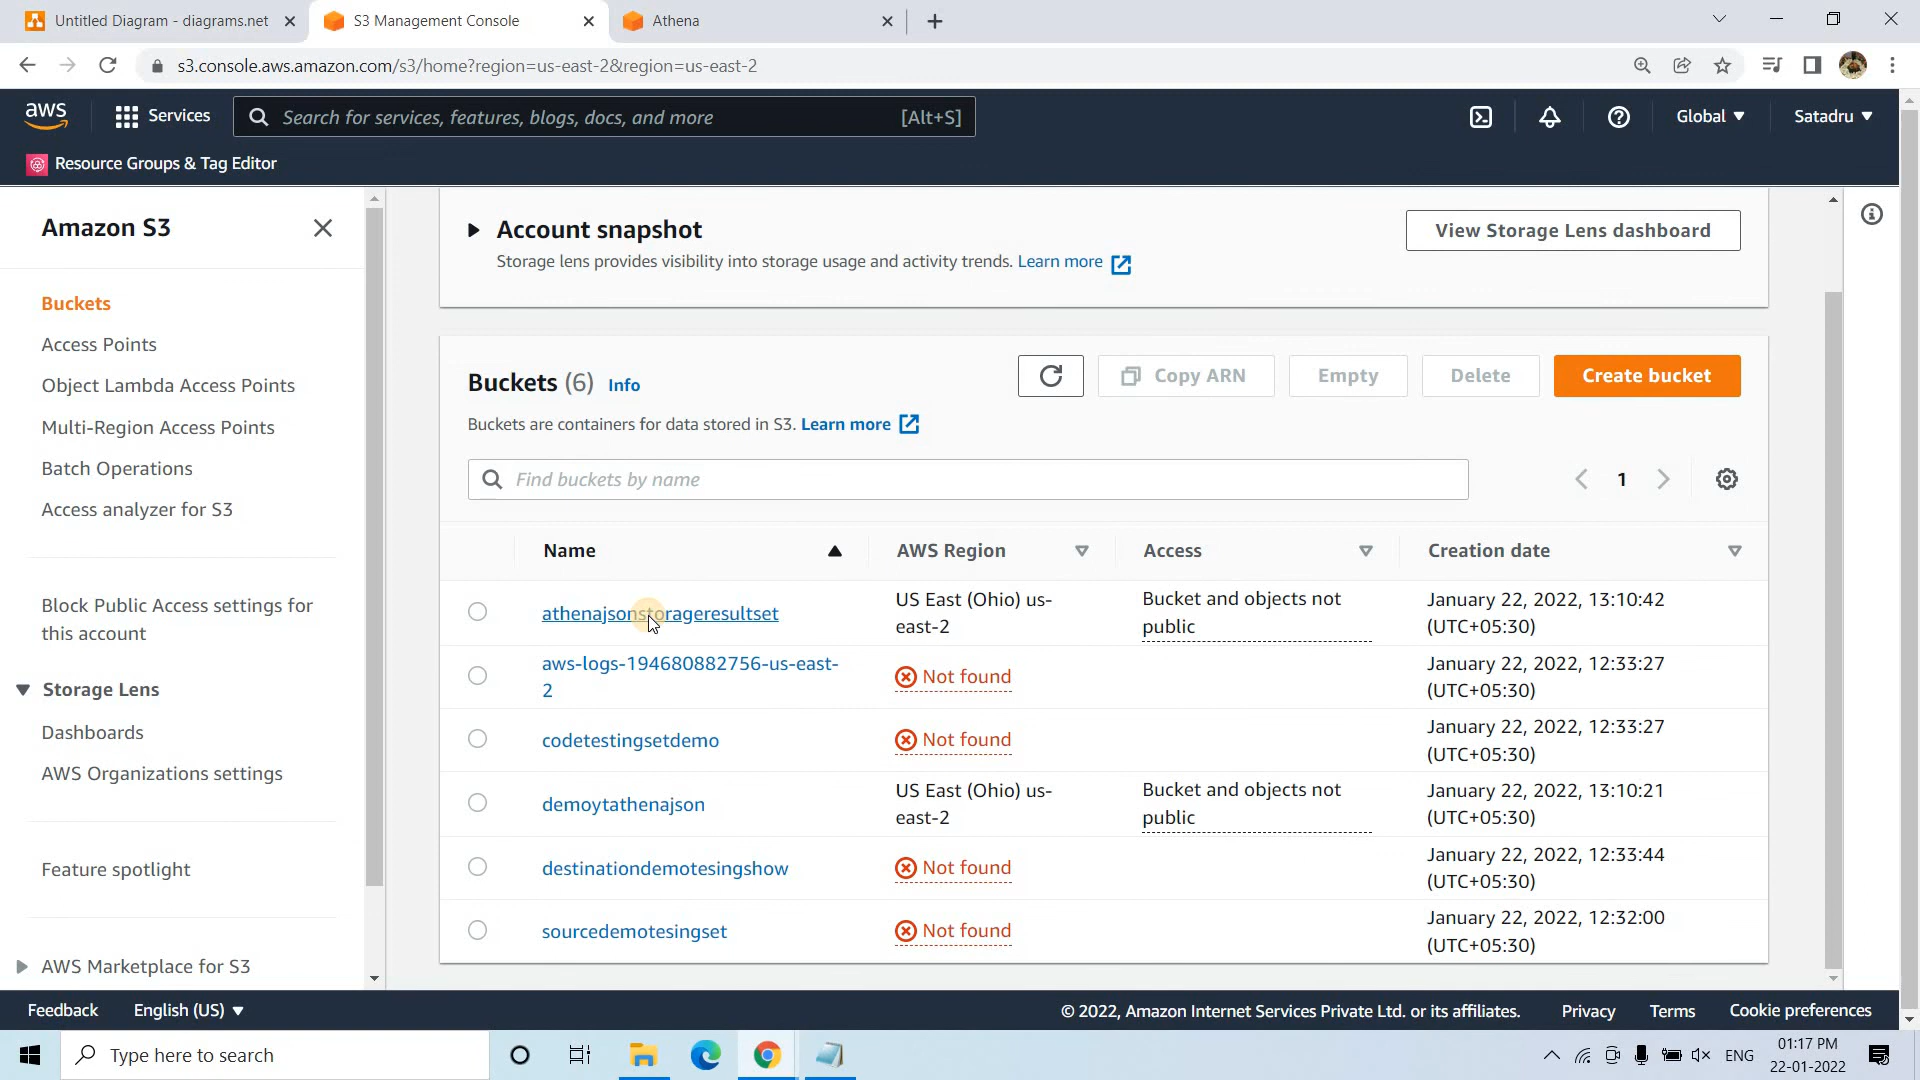 Untitled Diagram - diagrams.net
S3 Management Console
Athena
s3.console.aws.amazon.com/s3/home?region=us-east-2&region=us-east-2
aws
Services
Search for services, features, blogs, docs, and more
[Alt+S]
Global
Satadru
Resource Groups & Tag Editor
Amazon S3
Buckets
Access Points
Object Lambda Access Points
Multi-Region Access Points
Batch Operations
Access analyzer for S3
Block Public Access settings for
this account
Storage Lens
Dashboards
AWS Organizations settings
Feature spotlight
AWS Marketplace for S3
Account snapshot
Storage lens provides visibility into storage usage and activity trends. Learn more
View Storage Lens dashboard
Buckets (6) Info
Buckets are containers for data stored in S3. Learn more
Copy ARN
Empty
Delete
Create bucket
Find buckets by name
1
Name
AWS Region
Access
Creation date
athenajsonstorageresultset
US East (Ohio) us-
east-2
Bucket and objects not
public
January 22, 2022, 13:10:42
(UTC+05:30)
aws-logs-194680882756-us-east-
2
Not found
January 22, 2022, 12:33:27
(UTC+05:30)
codetestingsetdemo
Not found
January 22, 2022, 12:33:27
(UTC+05:30)
demoytathenajson
US East (Ohio) us-
east-2
Bucket and objects not
public
January 22, 2022, 13:10:21
(UTC+05:30)
destinationdemotesingshow
Not found
January 22, 2022, 12:33:44
(UTC+05:30)
sourcedemotesingset
Not found
January 22, 2022, 12:32:00
(UTC+05:30)
Feedback
English (US)
© 2022, Amazon Internet Services Private Ltd. or its affiliates.
Privacy
Terms
Cookie preferences
Type here to search
ENG
01:17 PM
22-01-2022